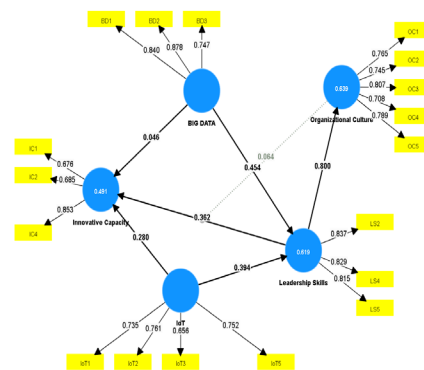 BD1
BD2
BD3
OC1
0.840
0.878
0.747
0.765
OC2
0.745
0.807
OC3
0.639
0.708
OC4
BIG DATA
Organizational Culture
0.769
OC5
IC1
0.046
0.064
0.676
0.454
0.800
IC2
0.685
0.491
0.362
IC4
0.853
Innovative Capacity
LS2
0.837
0.280
0.619
0.394
0.829
LS4
Leadership Skills
0.815
LS5
IoT
0.735
0.761
0.656
0.752
IoT1
IoT2
IoT3
IoT5